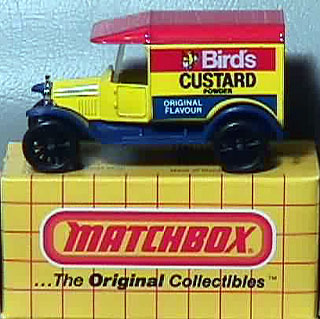 Bird's
CUSTARD
POWDER
ORIGINAL
FLAVOUR
MATCHBOX
...The Original Collectibles™